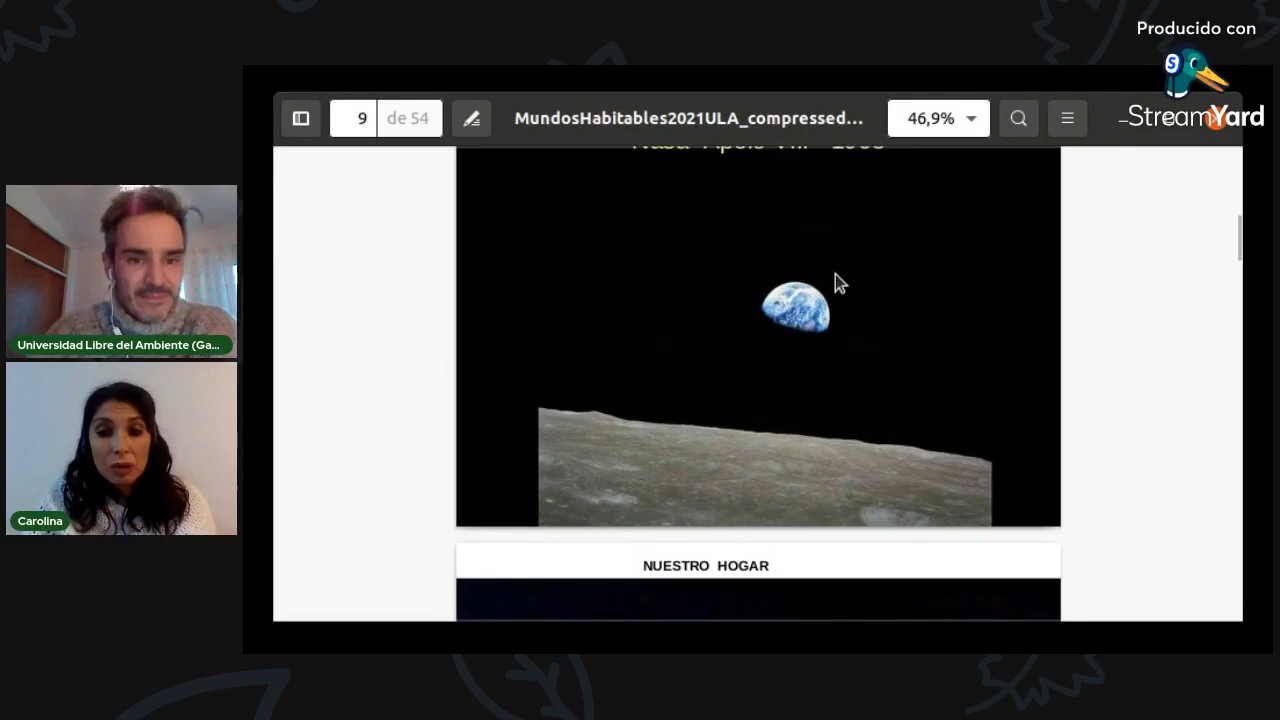 Producido con
StreamYard
9 de 54
MundosHabitables2021ULA_compressed…
46,9%
Universidad Libre del Ambiente (Ga...
Carolina
NUESTRO HOGAR